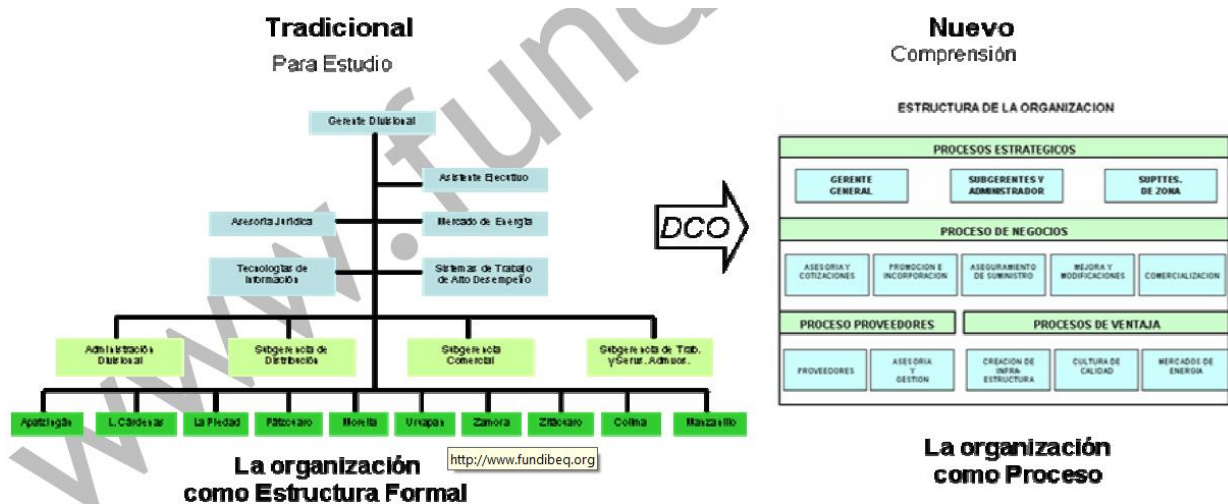 Tradicional
Para Estudio
Gerente Divisional
Asistente Ejecutivo
Asesoría Jurídica
Mercado de Energía
Tecnologías de
Información
Sistemas de Trabajo
de Alto Desempeño
Administración
Divisional
Subgerencia de
Distribución
Subgerencia
Comercial
Subgerencia de Trab.
y Serus. Admvos.
Apatzingán
L. Cárdenas
La Piedad
Pátzcuaro
Morelia
Uruapan
Zamora
Zitácuaro
Colima
Manzanillo
http://www.fundibeq.org
La organización
como Estructura Formal
DCO
Nuevo
Comprensión
ESTRUCTURA DE LA ORGANIZACION
PROCESOS ESTRATEGICOS
GERENTE
GENERAL
SUBGERENTES Y
ADMINISTRADOR
SUPTTES.
DE ZONA
PROCESO DE NEGOCIOS
ASESORIA Y
COTIZACIONES
PROMOCION E
INCORPORACION
ASEGURAMIENTO
DE SUMINISTRO
MEJORA Y
MODIFICACIONES
COMERCIALIZACION
PROCESO PROVEEDORES
PROCESOS DE VENTAJA
PROVEEDORES
ASESORIA
Y
GESTION
CREACION DE
INFRA-
ESTRUCTURA
CULTURA DE
CALIDAD
MERCADOS DE
ENERGIA
La organización
como Proceso
www.fund